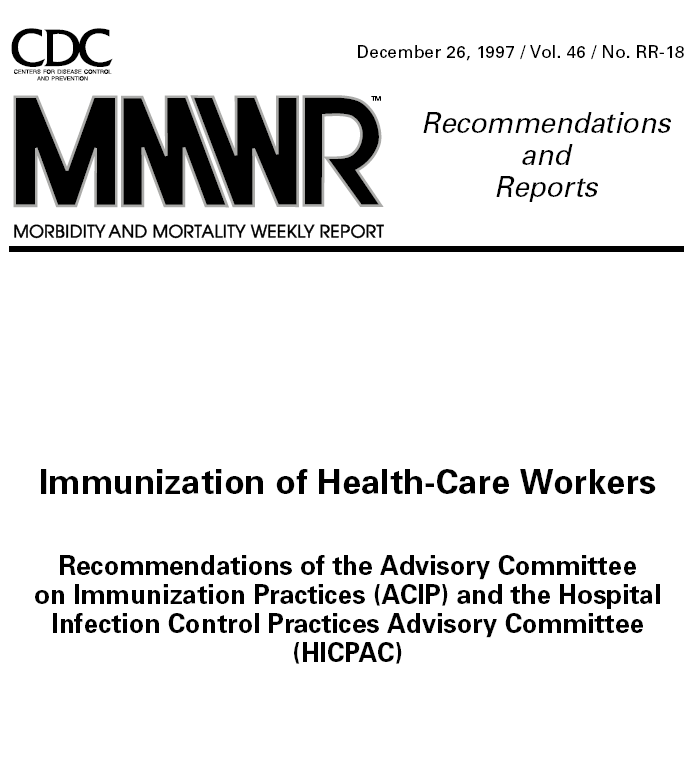 CDC
CENTERS FOR DISEASE CONTROL
AND PREVENTION
December 26, 1997 / Vol. 46 / No. RR-18
MMWR™
MORBIDITY AND MORTALITY WEEKLY REPORT
Recommendations
and
Reports
Immunization of Health-Care Workers
Recommendations of the Advisory Committee
on Immunization Practices (ACIP) and the Hospital
Infection Control Practices Advisory Committee
(HICPAC)